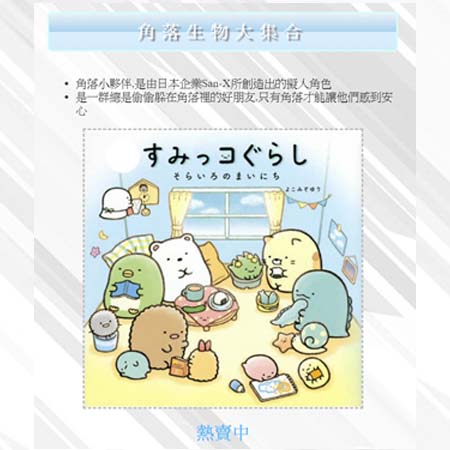 角落生物大集合
角落小夥伴,是由日本企業San-X所創造出的擬人角色
是一群總是偷偷躲在角落裡的好朋友,只有角落才能讓他們感到安
心
すみっコぐらし
そらいろのまいにち
よこみぞゆり
熱賣中